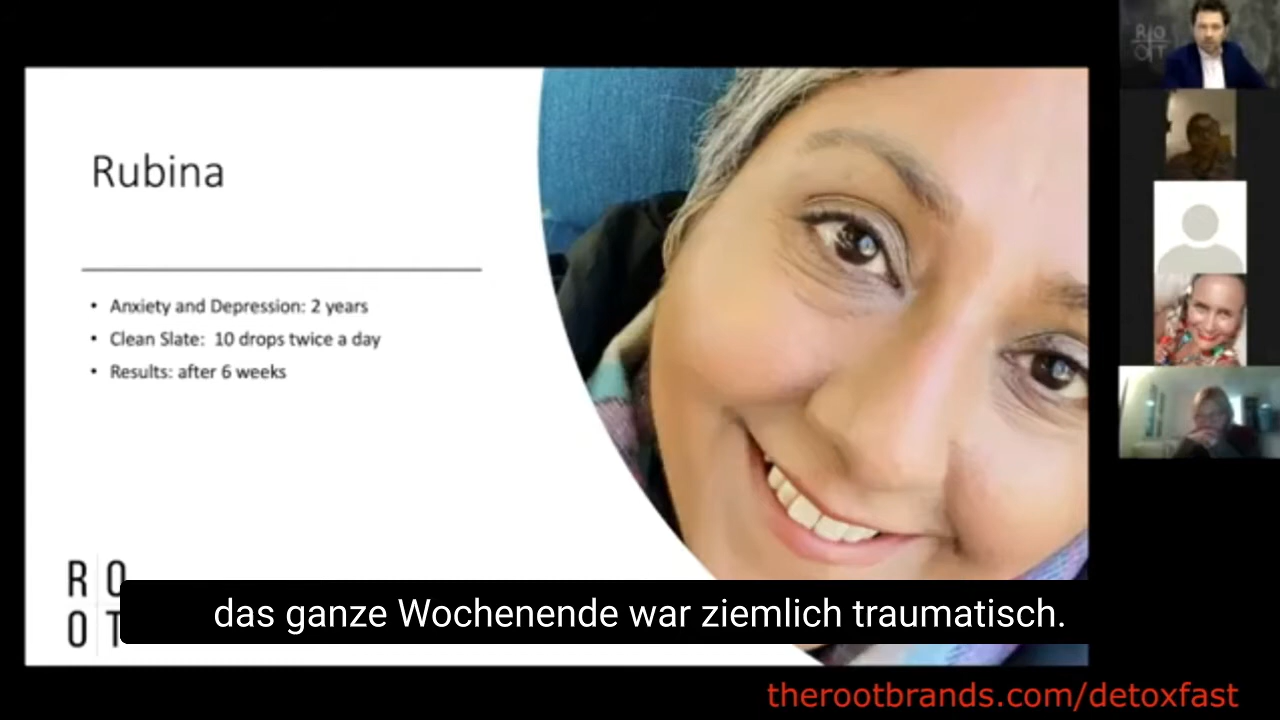 Rubina
• Anxiety and Depression: 2 years
• Clean Slate: 10 drops twice a day
• Results: after 6 weeks
R O
O T
das ganze Wochenende war ziemlich traumatisch.
therootbrands.com/detoxfast
R O
O T